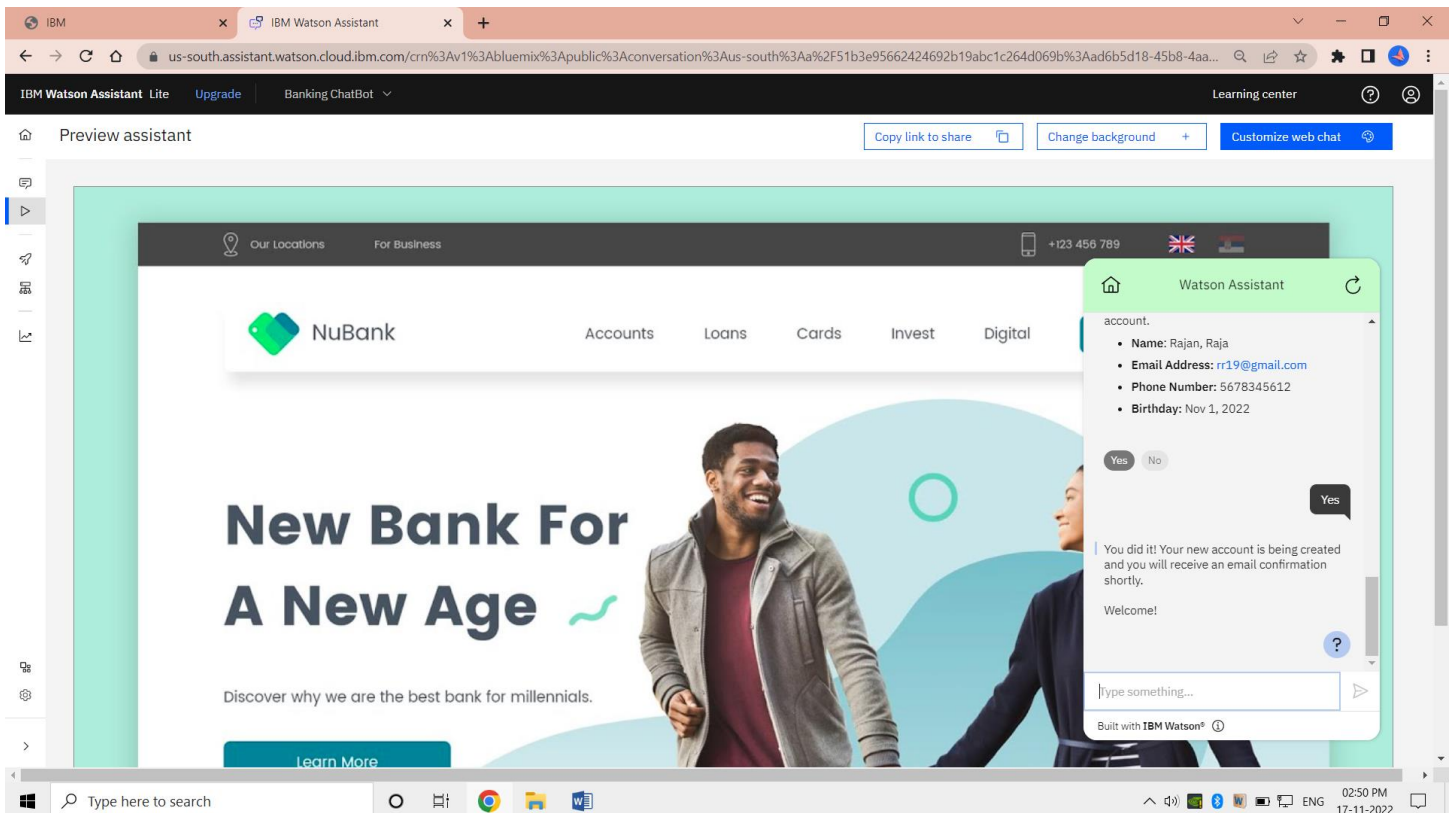 IBM
IBM Watson Assistant
us-south.assistant.watson.cloud.ibm.com/crn%3Av1%3Abluemix%3Apublic%3Aconversation%3Aus-south%3Aa%2F51b3e95662424692b19abc1c264d069b%3Aad6b5d18-45b8-4aa...
IBM Watson Assistant Lite Upgrade Banking ChatBot Learning center
Preview assistant Copy link to share Change background + Customize web chat
Our Locations For Business +123 456 789
NuBank Accounts Loans Cards Invest Digital
New Bank For
A New Age
Discover why we are the best bank for millennials.
Learn More
Watson Assistant
account.
• Name: Rajan, Raja
• Email Address: rr19@gmail.com
• Phone Number: 5678345612
• Birthday: Nov 1, 2022
Yes No
Yes
You did it! Your new account is being created
and you will receive an email confirmation
shortly.
Welcome!
?
Type something...
Built with IBM Watson®
Type here to search
ENG
02:50 PM
17-11-2022